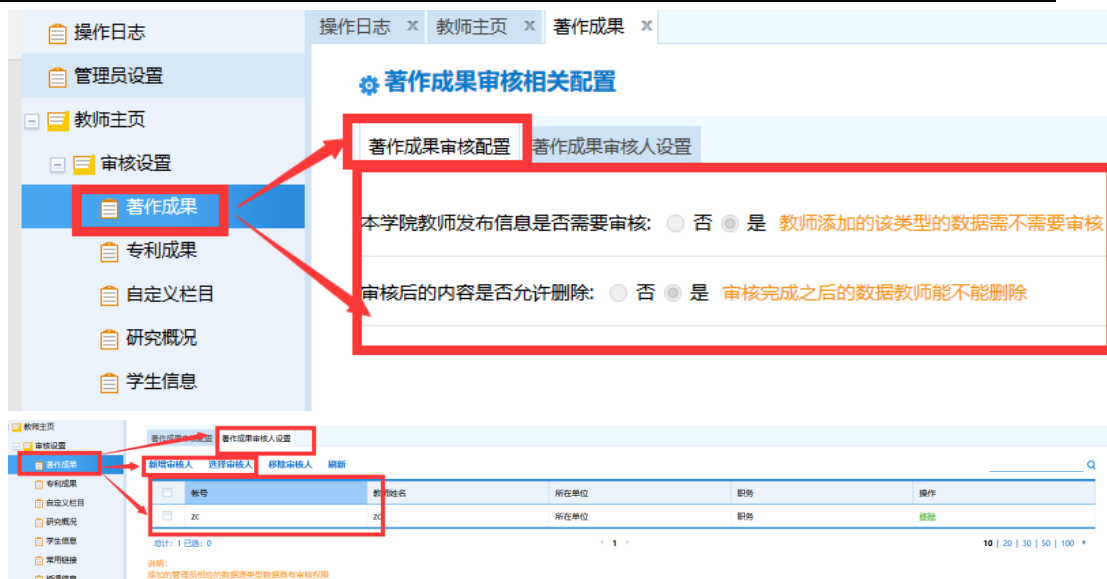 操作日志
管理员设置
教师主页
审核设置
著作成果
专利成果
自定义栏目
研究概况
学生信息
操作日志 x 教师主页 x 著作成果 x
著作成果审核相关配置
著作成果审核配置 著作成果审核人设置
本学院教师发布信息是否需要审核: 否 是 教师添加的该类型的数据需不需要审核
审核后的内容是否允许删除: 否 是 审核完成之后的数据教师能不能删除
教师主页
审核设置
著作成果
专利成果
自定义栏目
研究概况
学生信息
常用链接
著作成果审核配置 著作成果审核人设置
新增审核人 选择审核人 移除审核人 刷新
帐号 教师姓名 所在单位 职务 操作
zc zc 所在单位 职务 移除
总计: 1 已选: 0 1 10 | 20 | 30 | 50 | 100
说明:
添加的管理员相应的数据源类型数据具有审核权限